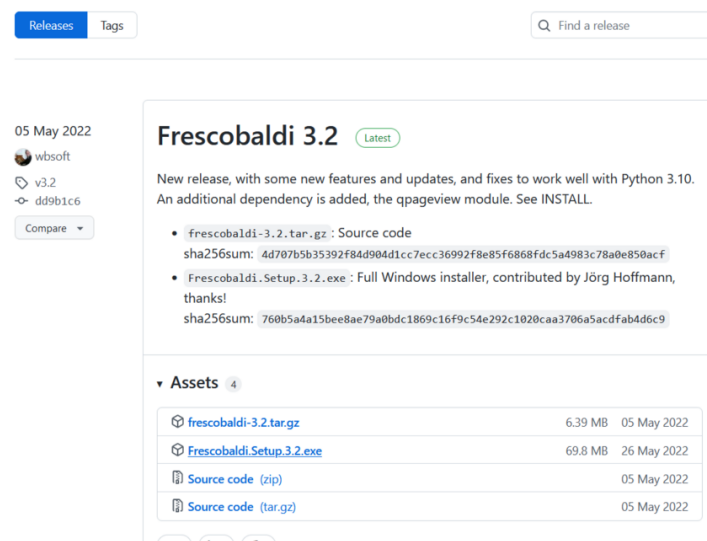 Releases Tags Find a release
05 May 2022
wbsoft
v3.2
dd9b1c6
Compare
Frescobaldi 3.2 Latest
New release, with some new features and updates, and fixes to work well with Python 3.10.
An additional dependency is added, the qpageview module. See INSTALL.
• frescobaldi-3.2.tar.gz : Source code
sha256sum: 4d707b5b35392f84d904d1cc7ecc36992f8e85f6868fdc5a4983c78a0e850acf
• Frescobaldi.Setup.3.2.exe : Full Windows installer, contributed by Jörg Hoffmann,
thanks!
sha256sum: 760b5a4a15bee8ae79a0bdc1869c16f9c54e292c1020caa3706a5acdfab4d6c9
Assets 4
frescobaldi-3.2.tar.gz 6.39 MB 05 May 2022
Frescobaldi.Setup.3.2.exe 69.8 MB 26 May 2022
Source code (zip) 05 May 2022
Source code (tar.gz) 05 May 2022